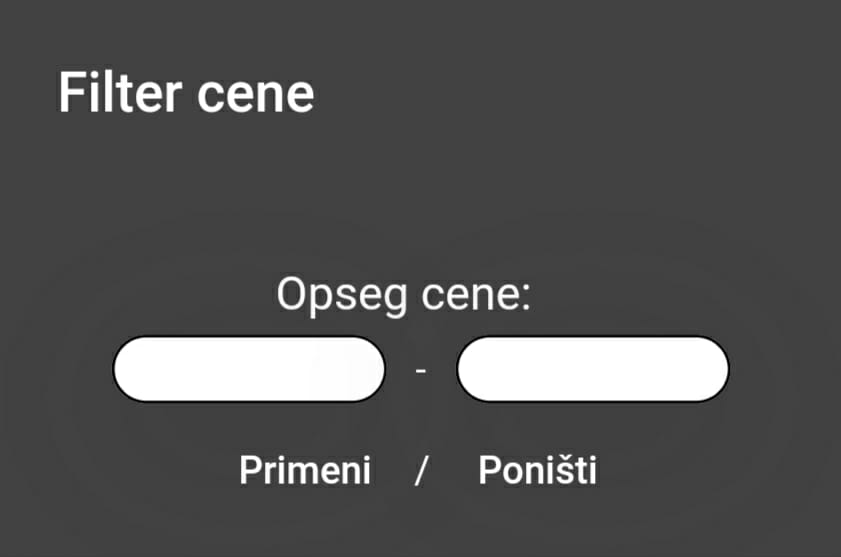 Filter cene
Opseg cene:
-
Primeni / Poništi